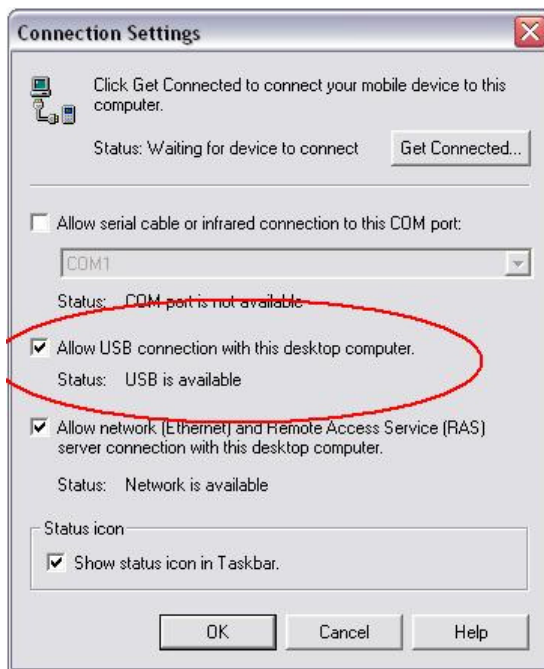 Connection Settings
Click Get Connected to connect your mobile device to this
computer.
Status: Waiting for device to connect
Get Connected...
Allow serial cable or infrared connection to this COM port:
COM1
Status: COM port is not available
Allow USB connection with this desktop computer.
Status: USB is available
Allow network (Ethernet) and Remote Access Service (RAS)
server connection with this desktop computer.
Status: Network is available
Status icon
Show status icon in Taskbar.
OK
Cancel
Help